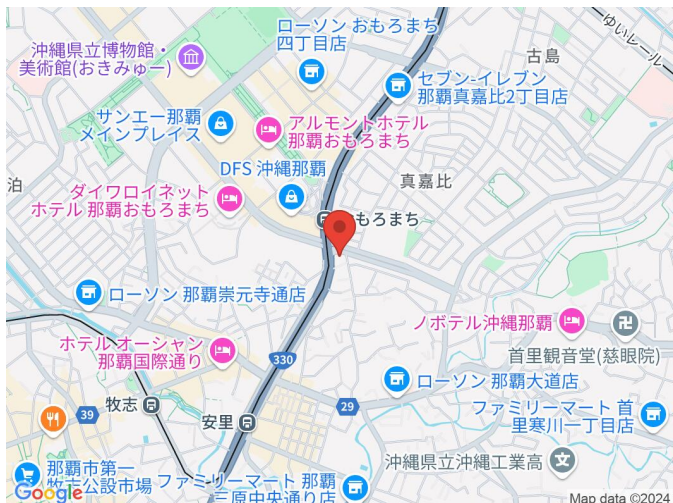 沖縄県立博物館・
美術館(おきみゅー)
ローソン おもろまち
四丁目店
ゆいレール
古島
セブン-イレブン
那覇真嘉比2丁目店
サンエー那覇
メインプレイス
アルモントホテル
那覇おもろまち
DFS 沖縄那覇
真嘉比
泊
ダイワロイネット
ホテル 那覇おもろまち
おもろまち
ローソン 那覇崇元寺通店
ノボテル沖縄那覇
ホテル オーシャン
那覇国際通り
330
首里観音堂(慈眼院)
ローソン 那覇大道店
牧志
39
安里
29
ファミリーマート 首
里寒川一丁目店
那覇市第一
牧志公設市場
ファミリーマート 那覇
三原中央通り店
沖縄県立沖縄工業高
Google
Map data ©2024